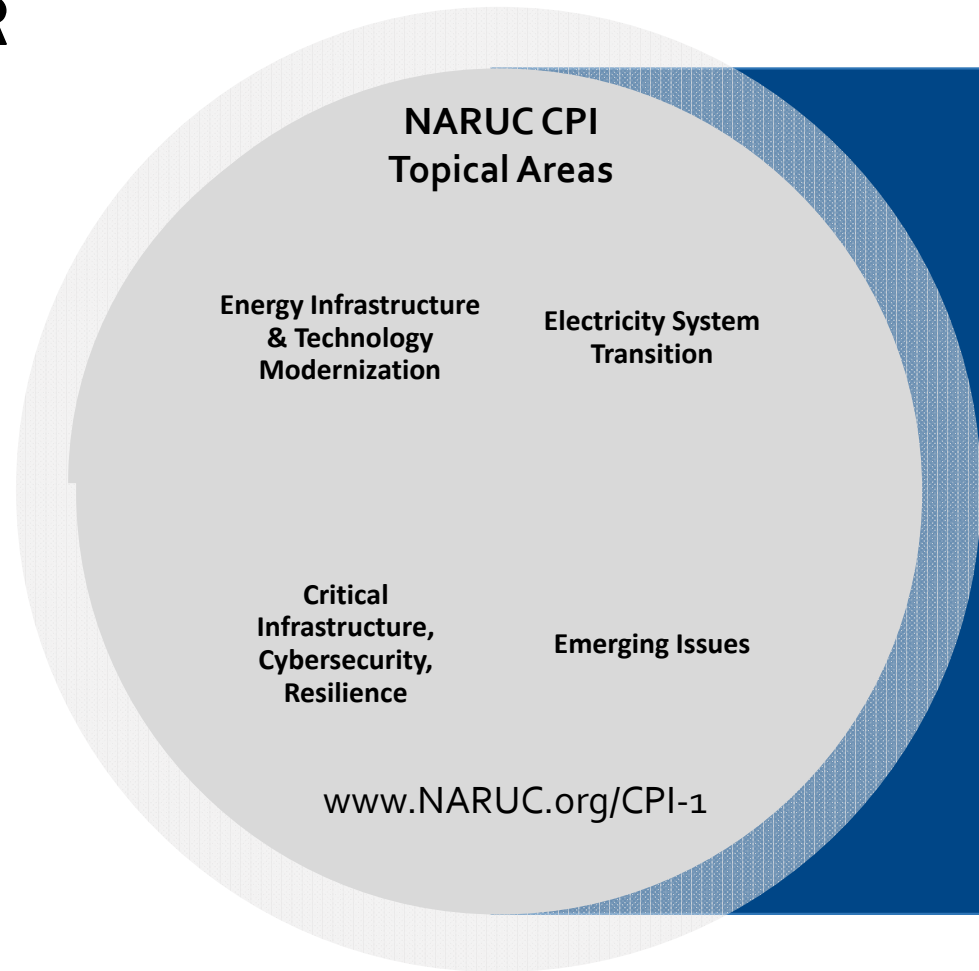 R
NARUC CPI
Topical Areas
Energy Infrastructure
& Technology
Modernization
Electricity System
Transition
Critical
Infrastructure,
Cybersecurity,
Resilience
Emerging Issues
www.NARUC.org/CPI-1